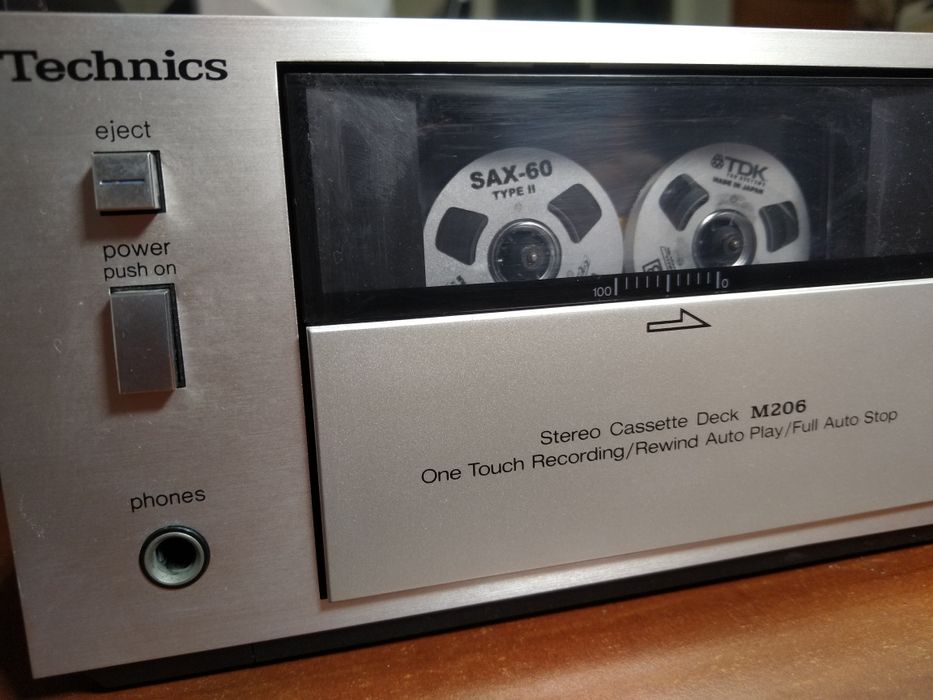 Technics
eject
power
push on
phones
SAX-60
TYPE II
TDK
MADE IN JAPAN
100
0
Stereo Cassette Deck M206
One Touch Recording/Rewind Auto Play/Full Auto Stop